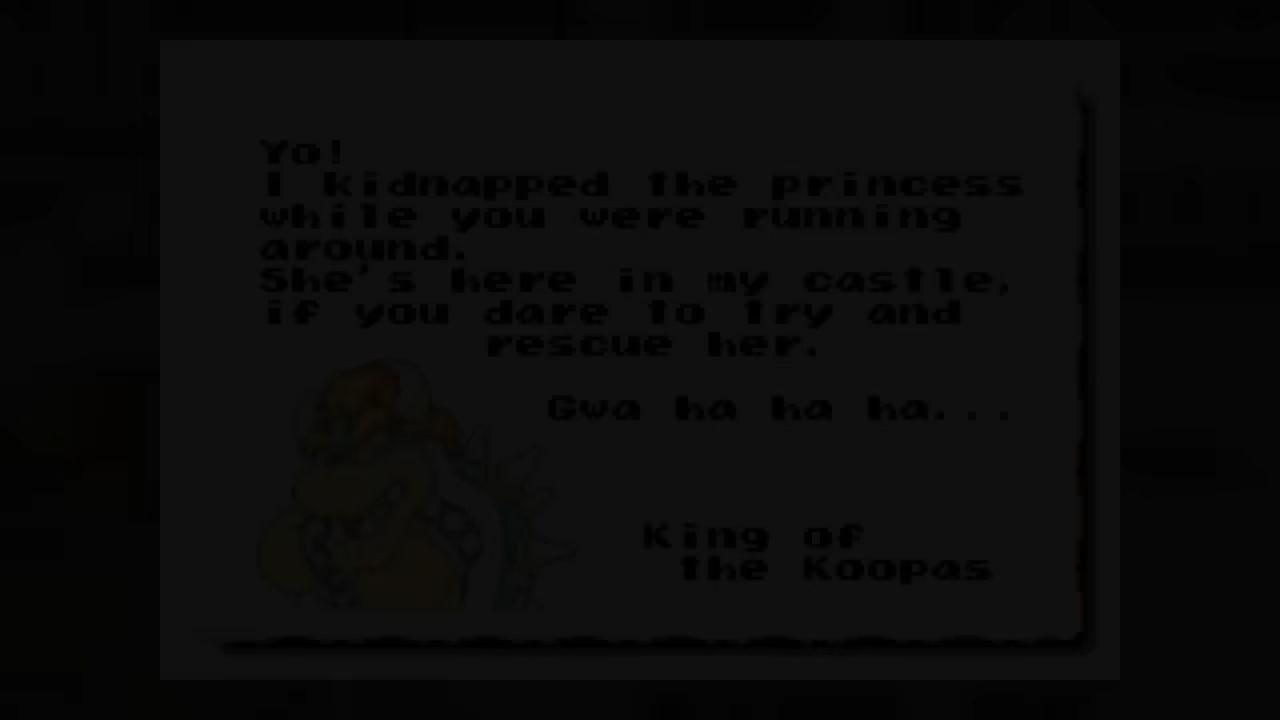 Yo!
I kidnapped the princess
while you were running
around.
She's here in my castle,
if you dare to try and
rescue her.
Gwa ha ha ha...
King of
the Koopas